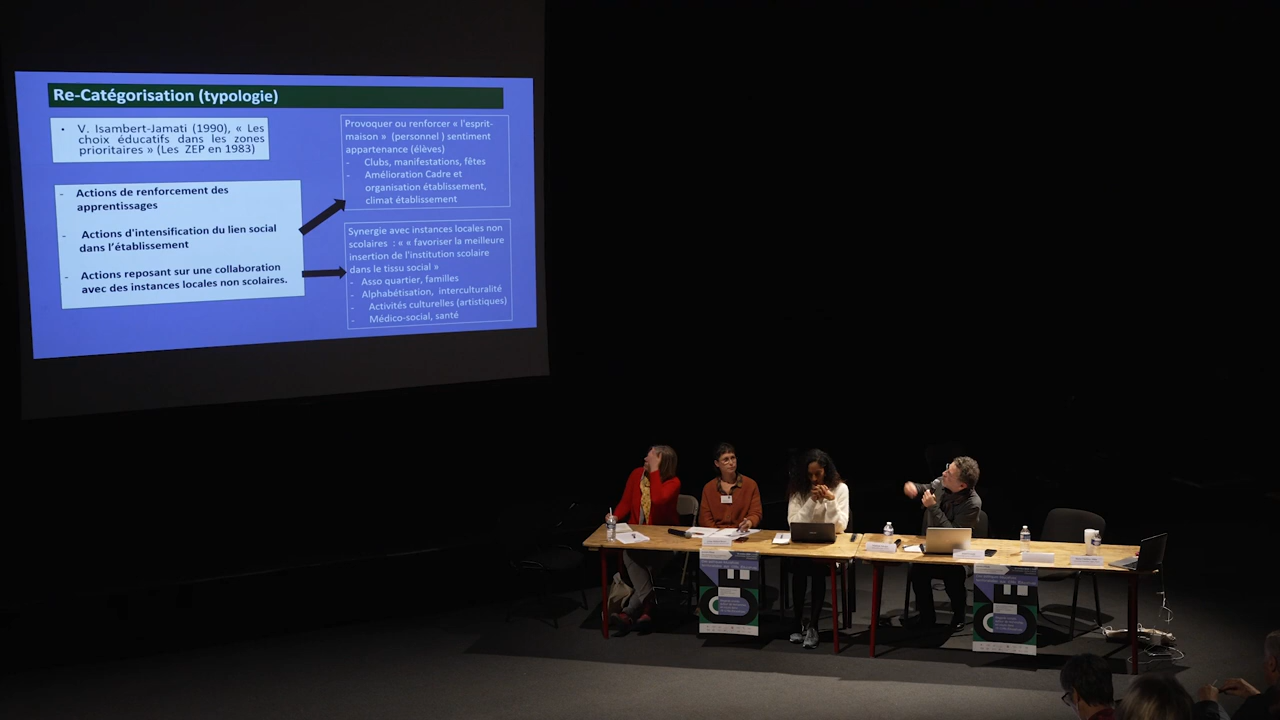 Re-Catégorisation (typologie)
• V. Isambert-Jamati (1990), « Les
choix éducatifs dans les zones
prioritaires » (Les ZEP en 1983)
- Actions de renforcement des
apprentissages
- Actions d'intensification du lien social
dans l'établissement
- Actions reposant sur une collaboration
avec des instances locales non scolaires.
Provoquer ou renforcer « l'esprit-
maison » (personnel ) sentiment
appartenance (élèves)
- Clubs, manifestations, fêtes
- Amélioration Cadre et
organisation établissement,
climat établissement
Synergie avec instances locales non
scolaires : « « favoriser la meilleure
insertion de l'institution scolaire
dans le tissu social »
- Asso quartier, familles
- Alphabétisation, interculturalité
- Activités culturelles (artistiques)
- Médico-social, santé